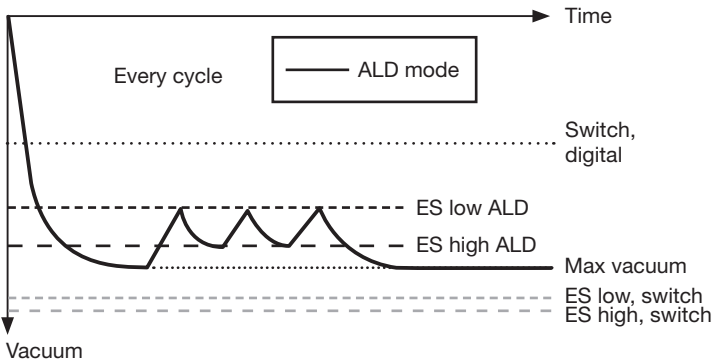 Time
Every cycle
ALD mode
Switch,
digital
ES low ALD
ES high ALD
Max vacuum
ES low, switch
ES high, switch
Vacuum